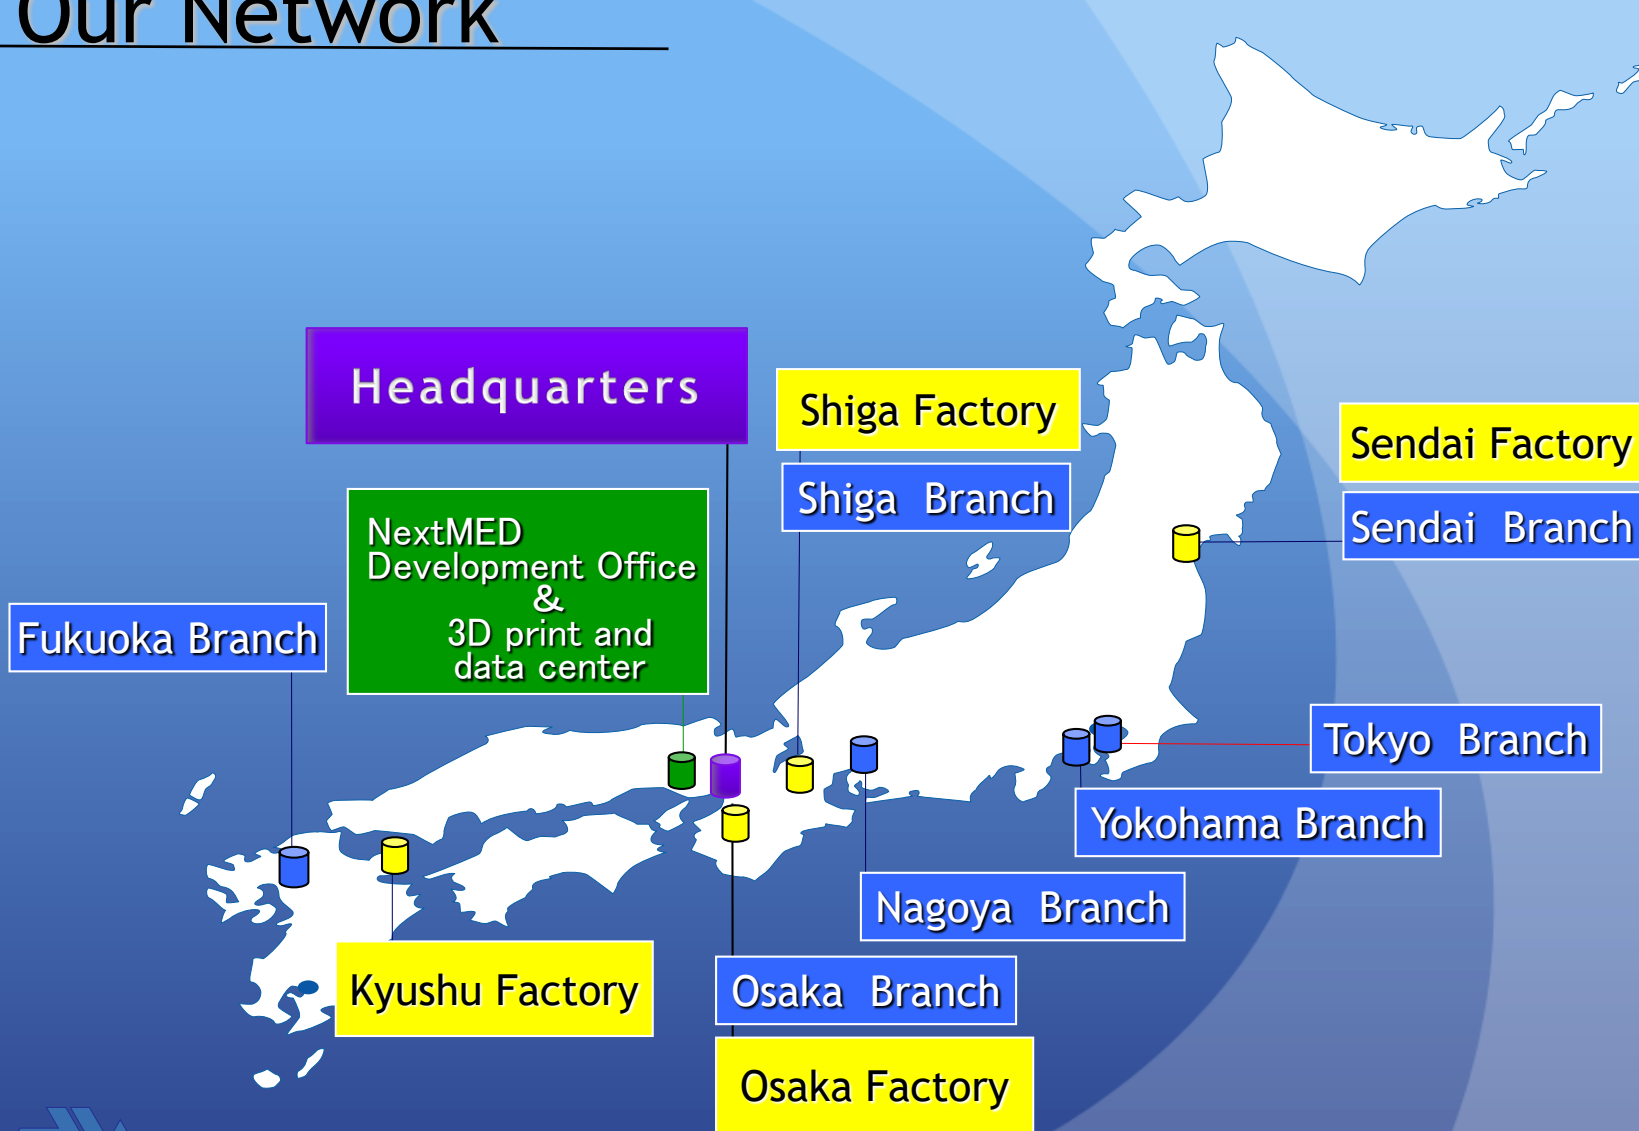 Our Network
Headquarters
Shiga Factory
Shiga Branch
Sendai Factory
Sendai Branch
NextMED
Development Office
&
3D print and
data center
Fukuoka Branch
Tokyo Branch
Yokohama Branch
Nagoya Branch
Kyushu Factory
Osaka Branch
Osaka Factory